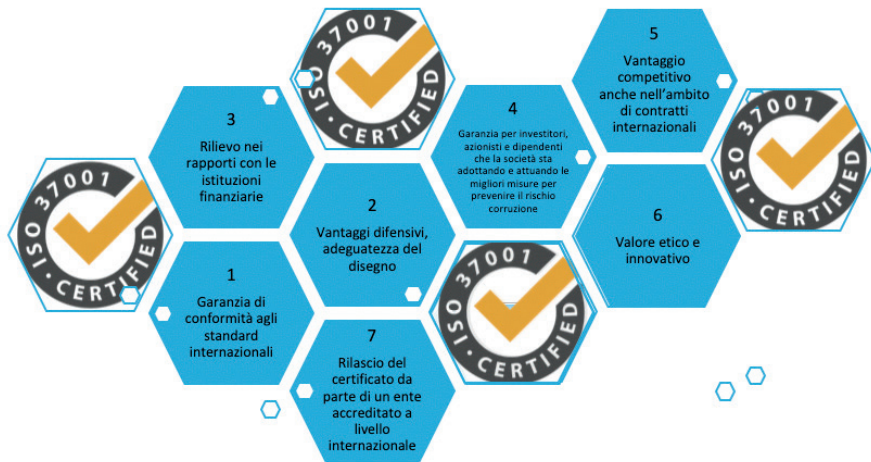 ISO 37001
· CERTIFIED ·
5
Vantaggio
competitivo
anche nell'ambito
di contratti
internazionali
3
Rilievo nei
rapporti con le
istituzioni
finanziarie
4
Garanzia per investitori,
azionisti e dipendenti
che la società sta
adottando e attuando le
migliori misure per
prevenire il rischio
corruzione
ISO 37001
· CERTIFIED
ISO 37001
· CERTIFIED
2
Vantaggi difensivi,
adeguatezza del
disegno
6
Valore etico e
innovativo
1
Garanzia di
conformità agli
standard
internazionali
ISO 37001
· CERTIFIED
7
Rilascio del
certificato da
parte di un ente
accreditato a
livello
internazionale